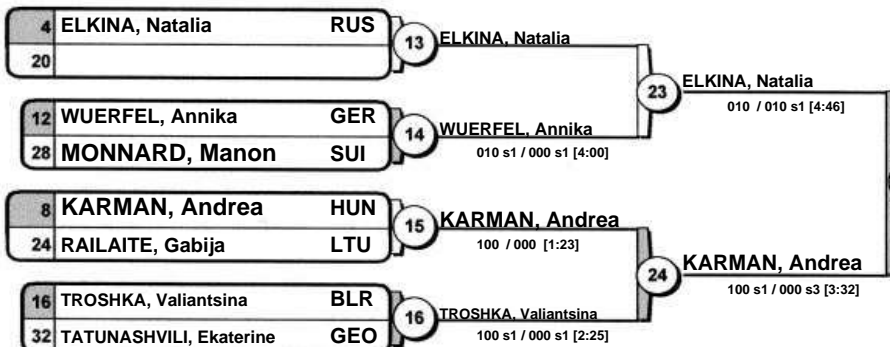 4 ELKINA, Natalia RUS
20
13 ELKINA, Natalia
12 WUERFEL, Annika GER
28 MONNARD, Manon SUI
14 WUERFEL, Annika
010 s1 / 000 s1 [4:00]
23 ELKINA, Natalia
010 / 010 s1 [4:46]
8 KARMAN, Andrea HUN
24 RAILAITE, Gabija LTU
15 KARMAN, Andrea
100 / 000 [1:23]
16 TROSHKA, Valiantsina BLR
32 TATUNASHVILI, Ekaterine GEO
16 TROSHKA, Valiantsina
100 s1 / 000 s1 [2:25]
24 KARMAN, Andrea
100 s1 / 000 s3 [3:32]